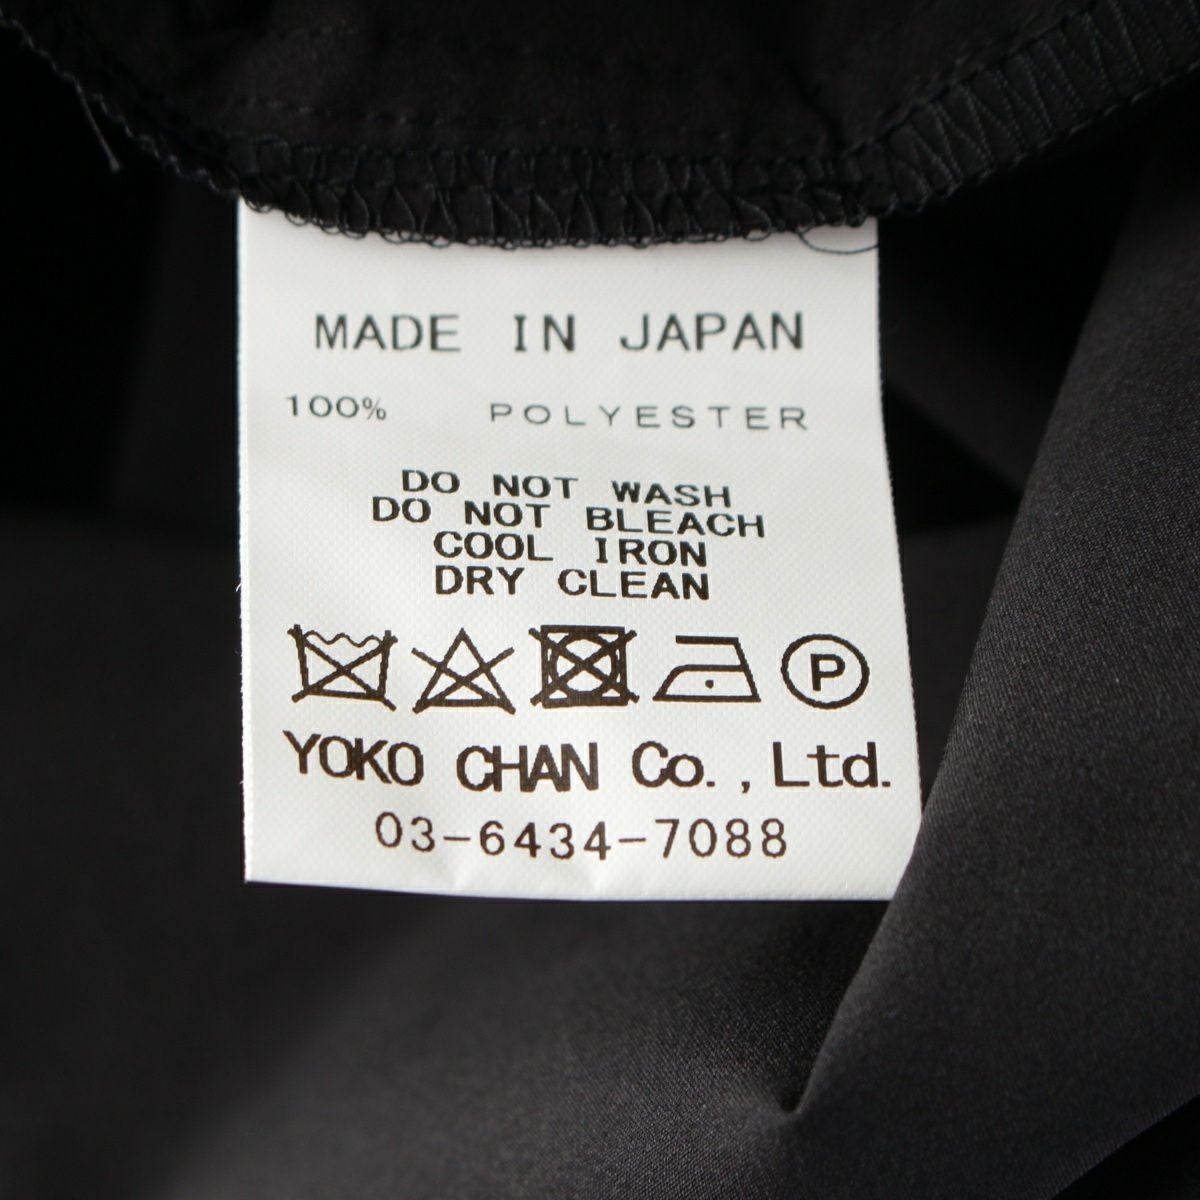 MADE IN JAPAN
100% POLYESTER
DO NOT WASH
DO NOT BLEACH
COOL IRON
DRY CLEAN
P
YOKO CHAN Co., Ltd.
03-6434-7088